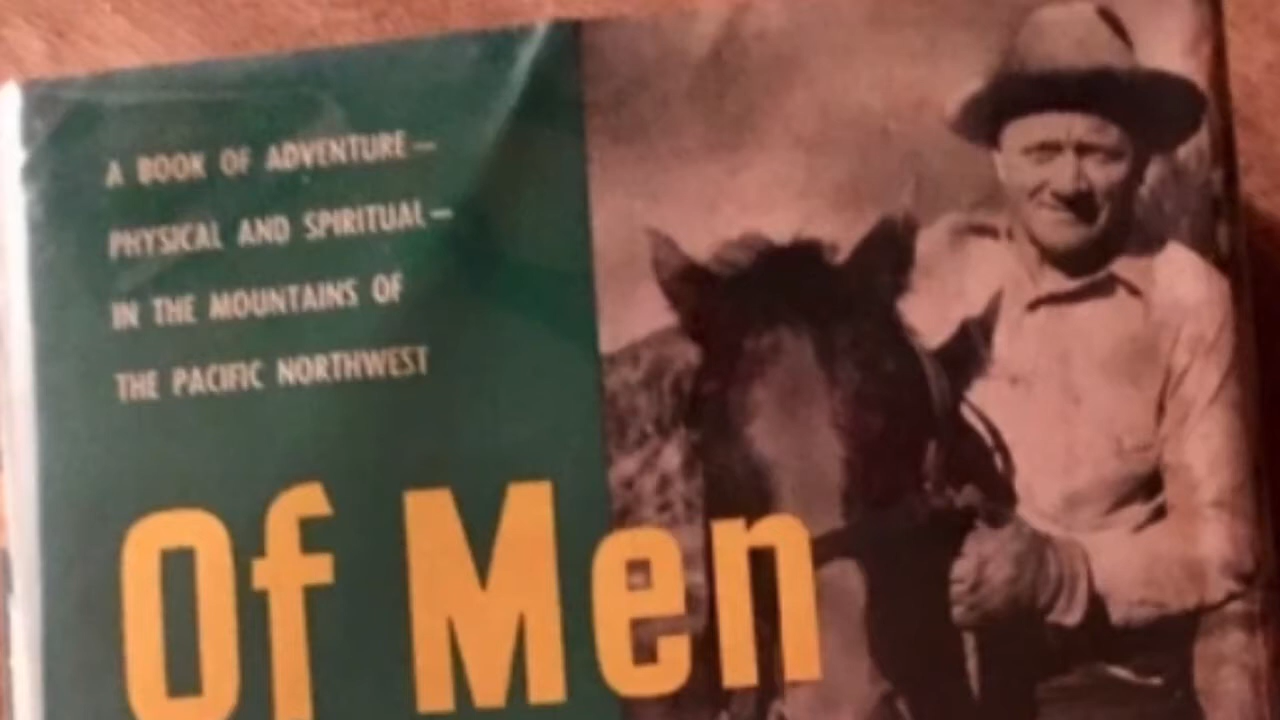 A BOOK OF ADVENTURE—
PHYSICAL AND SPIRITUAL—
IN THE MOUNTAINS OF
THE PACIFIC NORTHWEST
Of Men